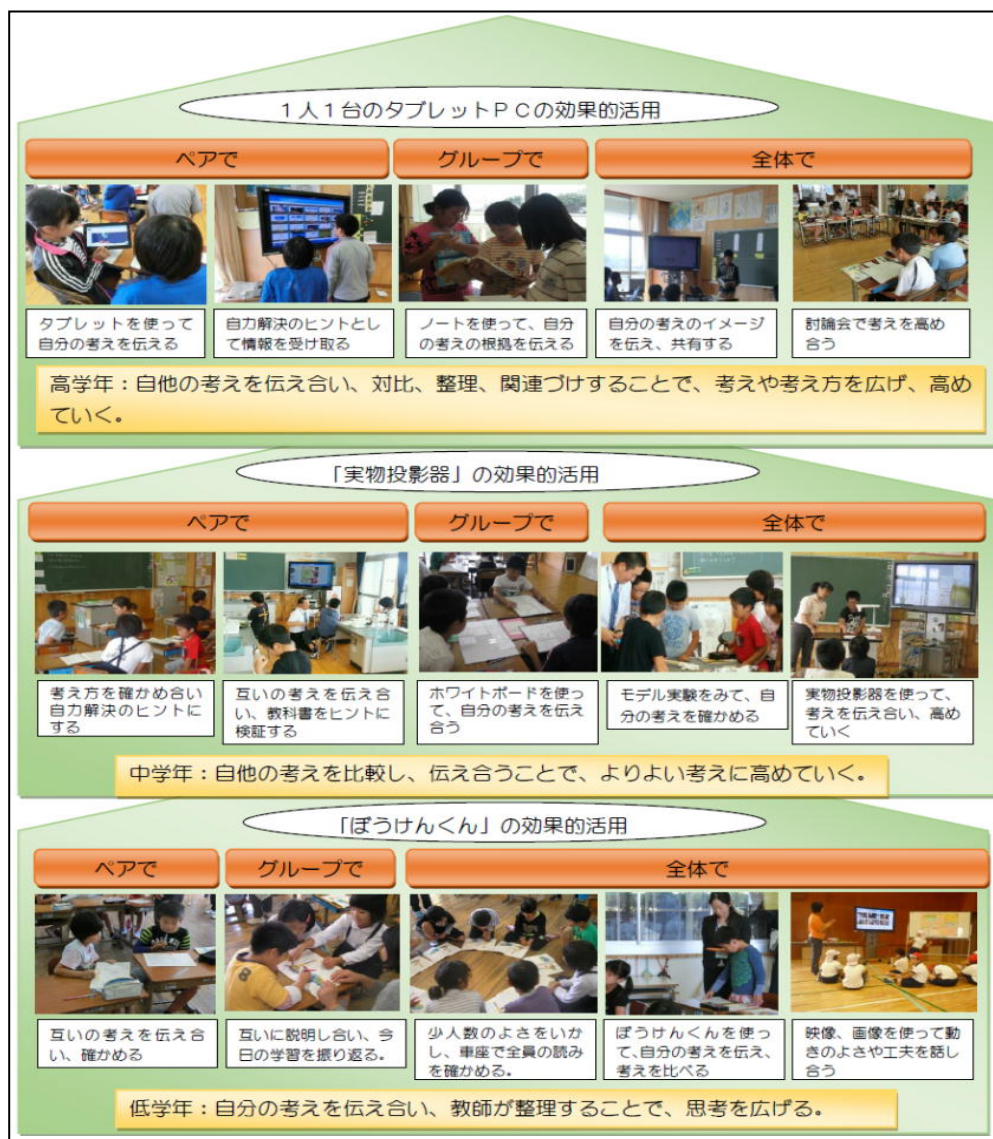 1人1台のタブレットPCの効果的活用
ペアで
グループで
全体で
タブレットを使って
自分の考えを伝える
自力解決のヒントとし
て情報を受け取る
ノートを使って、自分
の考えの根拠を伝える
自分の考えのイメージ
を伝え、共有する
討論会で考えを高め
合う
高学年:自他の考えを伝え合い、対比、整理、関連づけすることで、考えや考え方を広げ、高め
ていく。
「実物投影器」の効果的活用
ペアで
グループで
全体で
考え方を確かめ合い
自力解決のヒントに
する
互いの考えを伝え合
い、教科書をヒントに
検証する
ホワイトボードを使っ
て、自分の考えを伝え
合う
モデル実験をみて、自
分の考えを確かめる
実物投影器を使って、
考えを伝え合い、高め
ていく
中学年:自他の考えを比較し、伝え合うことで、よりよい考えに高めていく。
「ぼうけんくん」の効果的活用
ペアで
グループで
全体で
互いの考えを伝え合
い、確かめる
互いに説明し合い、今
日の学習を振り返る。
少人数のよさをいか
し、車座で全員の読み
を確かめる。
ぼうけんくんを使っ
て、自分の考えを伝え、
考えを比べる
映像、画像を使って動
きのよさや工夫を話し
合う
低学年:自分の考えを伝え合い、教師が整理することで、思考を広げる。